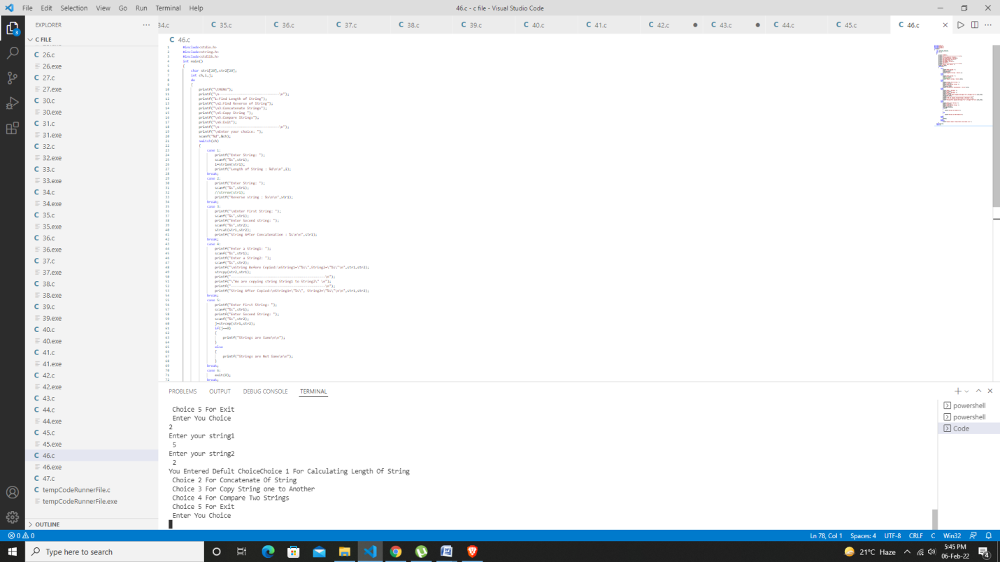 File Edit Selection View Go Run Terminal Help
46.c - c file - Visual Studio Code
EXPLORER
34.c 35.c 36.c 37.c 38.c 39.c 40.c 41.c 42.c 43.c 44.c 45.c 46.c
C FILE
46.c
26.c
26.exe
27.c
27.exe
30.c
30.exe
31.c
31.exe
32.c
32.exe
33.c
33.exe
34.c
34.exe
35.c
35.exe
36.c
36.exe
37.c
37.exe
38.c
38.exe
39.c
39.exe
40.c
40.exe
41.c
41.exe
42.c
42.exe
43.c
44.c
44.exe
45.c
45.exe
46.c
46.exe
47.c
tempCodeRunnerFile.c
tempCodeRunnerFile.exe
OUTLINE
#include<stdio.h>
#include<string.h>
#include<stdlib.h>
int main()
{
char str1[20],str2[20];
int ch,i,j;
do
{
printf("\tMENU");
printf("\n------------------------------\n");
printf("1:Find Length of String");
printf("\n2:Find Reverse of String");
printf("\n3:Concatenate Strings");
printf("\n4:Copy String ");
printf("\n5:Compare Strings");
printf("\n6:Exit");
printf("\n------------------------------\n");
printf("\nEnter your choice: ");
scanf("%d",&ch);
switch(ch)
{
case 1:
printf("Enter String: ");
scanf("%s",str1);
i=strlen(str1);
printf("Length of String : %d\n\n",i);
break;
case 2:
printf("Enter String: ");
scanf("%s",str1);
//strrev(str1);
printf("Reverse string : %s\n\n",str1);
break;
case 3:
printf("\nEnter First String: ");
scanf("%s",str1);
printf("Enter Second string: ");
scanf("%s",str2);
strcat(str1,str2);
printf("String After Concatenation : %s\n\n",str1);
break;
case 4:
printf("Enter a String1: ");
scanf("%s",str1);
printf("Enter a String2: ");
scanf("%s",str2);
printf("\nString Before Copied:\nString1=\"%s\",String2=\"%s\"\n",str1,str2);
strcpy(str2,str1);
printf("-----------------------------------------------\n");
printf("\"We are copying string String1 to String2\" \n");
printf("-----------------------------------------------\n");
printf("String After Copied:\nString1=\"%s\", String2=\"%s\"\n\n",str1,str2);
break;
case 5:
printf("Enter First String: ");
scanf("%s",str1);
printf("Enter Second String: ");
scanf("%s",str2);
j=strcmp(str1,str2);
if(j==0)
{
printf("Strings are Same\n\n");
}
else
{
printf("Strings are Not Same\n\n");
}
break;
case 6:
exit(0);
break;
PROBLEMS OUTPUT DEBUG CONSOLE TERMINAL
Choice 5 For Exit
Enter You Choice
2
Enter your string1
5
Enter your string2
2
You Entered Defult ChoiceChoice 1 For Calculating Length Of String
Choice 2 For Concatenate Of String
Choice 3 For Copy String one to Another
Choice 4 For Compare Two Strings
Choice 5 For Exit
Enter You Choice
powershell
powershell
Code
0 0
Ln 78, Col 1 Spaces: 4 UTF-8 CRLF C Win32
Type here to search
21°C Haze
5:45 PM
06-Feb-22
4